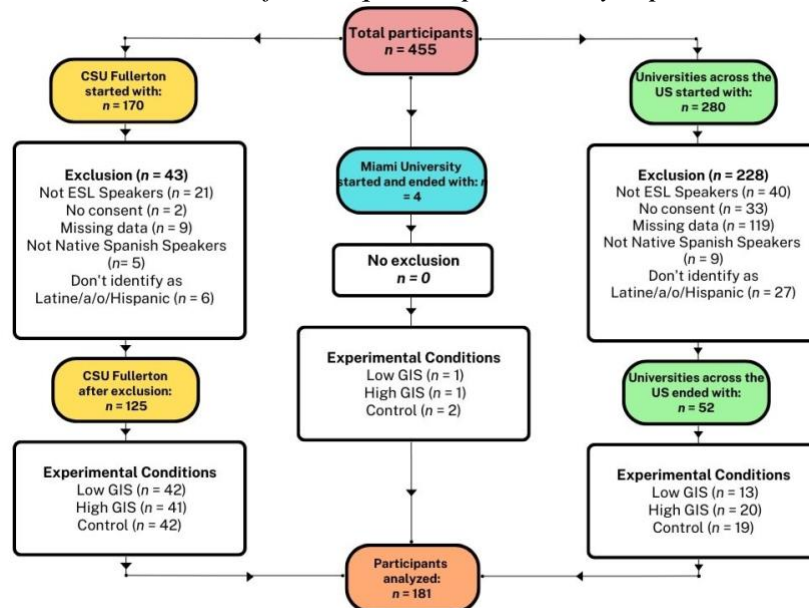 Total participants
n = 455
CSU Fullerton
started with:
n = 170
Universities across the
US started with:
n = 280
Exclusion (n = 43)
Not ESL Speakers (n = 21)
No consent (n = 2)
Missing data (n = 9)
Not Native Spanish Speakers
(n= 5)
Don't identify as
Latine/a/o/Hispanic (n = 6)
Miami University
started and ended with: n
= 4
Exclusion (n = 228)
Not ESL Speakers (n = 40)
No consent (n = 33)
Missing data (n = 119)
Not Native Spanish Speakers
(n = 9)
Don't identify as
Latine/a/o/Hispanic (n = 27)
No exclusion
n = 0
Experimental Conditions
Low GIS (n = 1)
High GIS (n = 1)
Control (n = 2)
CSU Fullerton
after exclusion:
n = 125
Universities across the
US ended with:
n = 52
Experimental Conditions
Low GIS (n = 42)
High GIS (n = 41)
Control (n = 42)
Experimental Conditions
Low GIS (n = 13)
High GIS (n = 20)
Control (n = 19)
Participants
analyzed:
n = 181